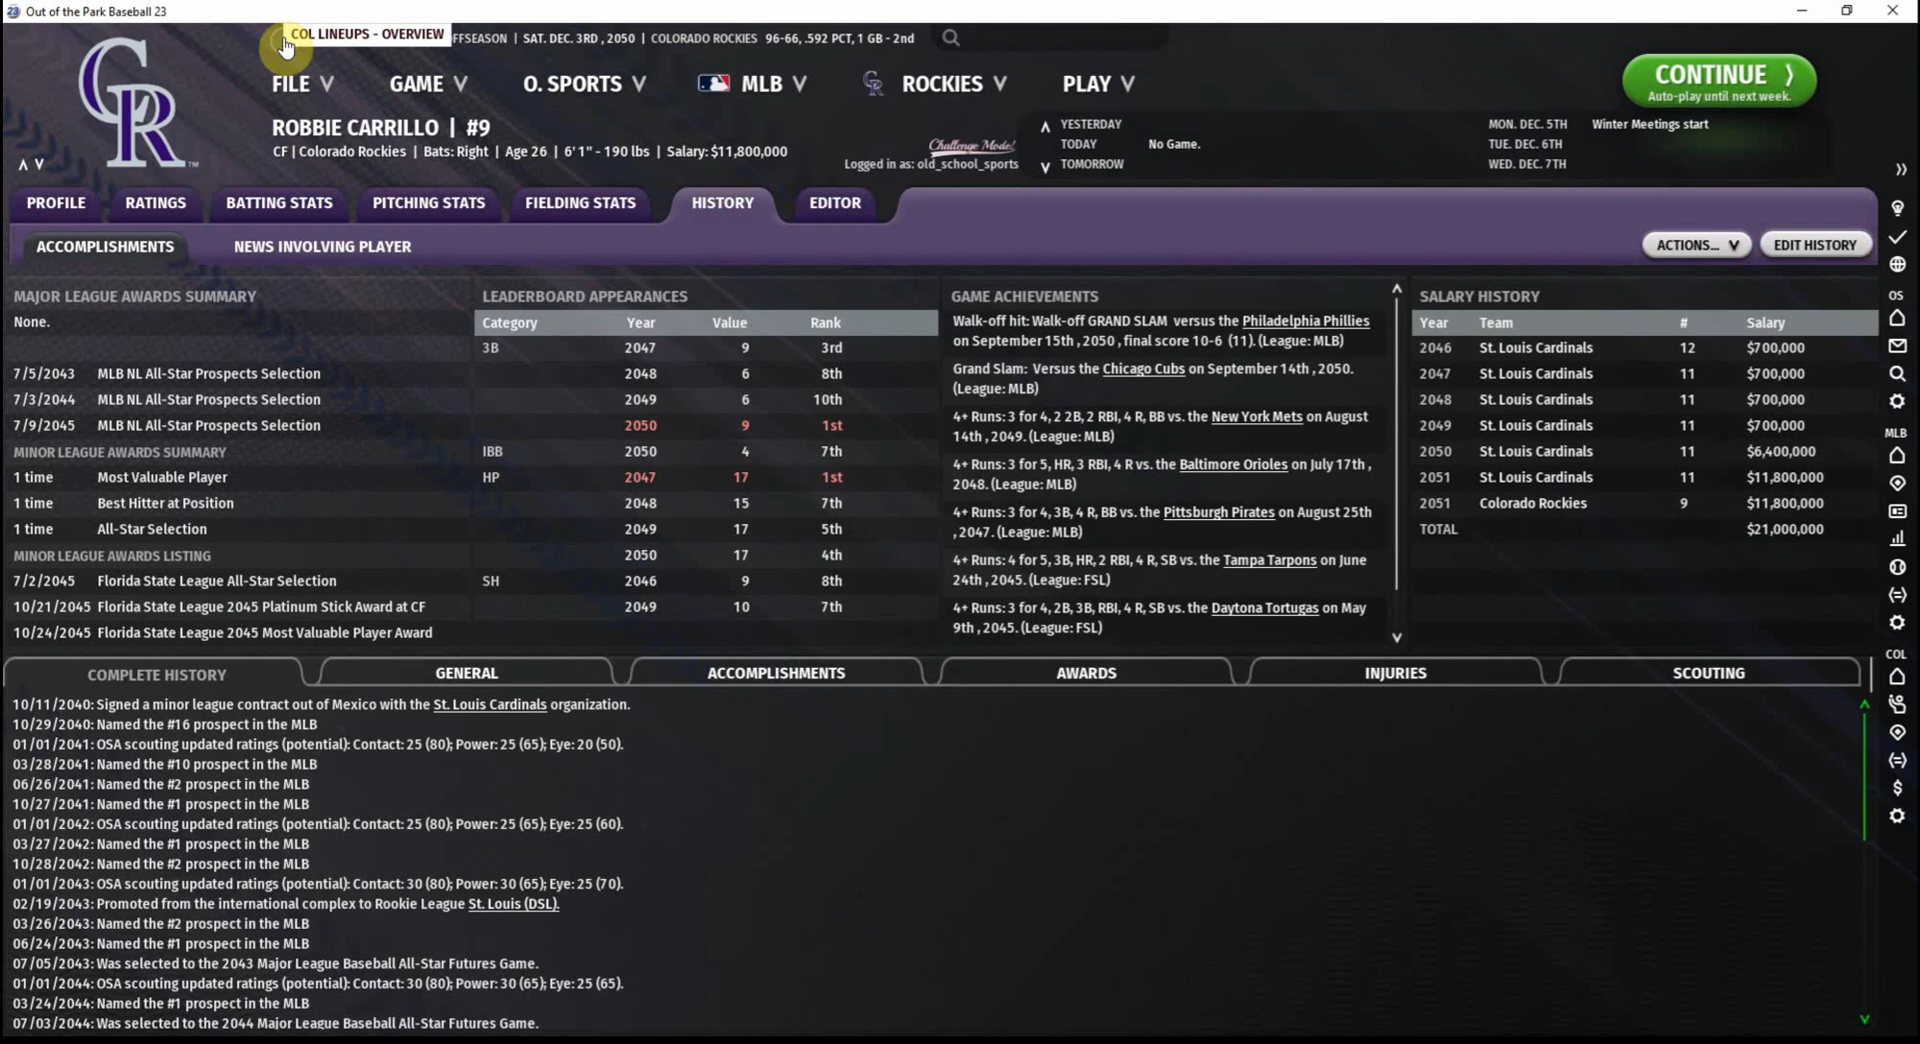 Out of the Park Baseball 23
COL LINEUPS - OVERVIEW
FFSEASON | SAT. DEC. 3RD , 2050 | COLORADO ROCKIES 96-66, .592 PCT, 1 GB - 2nd
FILE GAME O. SPORTS MLB ROCKIES PLAY
CONTINUE
Auto-play until next week.
CR
ROBBIE CARRILLO | #9
CF | Colorado Rockies | Bats: Right | Age 26 | 6' 1" - 190 lbs | Salary: $11,800,000
Challenge Mode!
Logged in as: old_school_sports
YESTERDAY
TODAY No Game.
TOMORROW
MON. DEC. 5TH Winter Meetings start
TUE. DEC. 6TH
WED. DEC. 7TH
PROFILE RATINGS BATTING STATS PITCHING STATS FIELDING STATS HISTORY EDITOR
ACCOMPLISHMENTS NEWS INVOLVING PLAYER
ACTIONS... EDIT HISTORY
MAJOR LEAGUE AWARDS SUMMARY
None.
7/5/2043 MLB NL All-Star Prospects Selection
7/3/2044 MLB NL All-Star Prospects Selection
7/9/2045 MLB NL All-Star Prospects Selection
MINOR LEAGUE AWARDS SUMMARY
1 time Most Valuable Player
1 time Best Hitter at Position
1 time All-Star Selection
MINOR LEAGUE AWARDS LISTING
7/2/2045 Florida State League All-Star Selection
10/21/2045 Florida State League 2045 Platinum Stick Award at CF
10/24/2045 Florida State League 2045 Most Valuable Player Award
LEADERBOARD APPEARANCES
Category Year Value Rank
3B 2047 9 3rd
2048 6 8th
2049 6 10th
2050 9 1st
IBB 2050 4 7th
HP 2047 17 1st
2048 15 7th
2049 17 5th
2050 17 4th
SH 2046 9 8th
2049 10 7th
GAME ACHIEVEMENTS
Walk-off hit: Walk-off GRAND SLAM versus the Philadelphia Phillies
on September 15th , 2050 , final score 10-6 (11). (League: MLB)
Grand Slam: Versus the Chicago Cubs on September 14th , 2050.
(League: MLB)
4+ Runs: 3 for 4, 2 2B, 2 RBI, 4 R, BB vs. the New York Mets on August
14th , 2049. (League: MLB)
4+ Runs: 3 for 5, HR, 3 RBI, 4 R vs. the Baltimore Orioles on July 17th ,
2048. (League: MLB)
4+ Runs: 3 for 4, 3B, 4 R, BB vs. the Pittsburgh Pirates on August 25th
, 2047. (League: MLB)
4+ Runs: 4 for 5, 3B, HR, 2 RBI, 4 R, SB vs. the Tampa Tarpons on June
24th , 2045. (League: FSL)
4+ Runs: 3 for 4, 2B, 3B, RBI, 4 R, SB vs. the Daytona Tortugas on May
9th , 2045. (League: FSL)
SALARY HISTORY
Year Team # Salary
2046 St. Louis Cardinals 12 $700,000
2047 St. Louis Cardinals 11 $700,000
2048 St. Louis Cardinals 11 $700,000
2049 St. Louis Cardinals 11 $700,000
2050 St. Louis Cardinals 11 $6,400,000
2051 St. Louis Cardinals 11 $11,800,000
2051 Colorado Rockies 9 $11,800,000
TOTAL $21,000,000
OS
MLB
COL
COMPLETE HISTORY GENERAL ACCOMPLISHMENTS AWARDS INJURIES SCOUTING
10/11/2040: Signed a minor league contract out of Mexico with the St. Louis Cardinals organization.
10/29/2040: Named the #16 prospect in the MLB
01/01/2041: OSA scouting updated ratings (potential): Contact: 25 (80); Power: 25 (65); Eye: 20 (50).
03/28/2041: Named the #10 prospect in the MLB
06/26/2041: Named the #2 prospect in the MLB
10/27/2041: Named the #1 prospect in the MLB
01/01/2042: OSA scouting updated ratings (potential): Contact: 25 (80); Power: 25 (65); Eye: 25 (60).
03/27/2042: Named the #1 prospect in the MLB
10/28/2042: Named the #2 prospect in the MLB
01/01/2043: OSA scouting updated ratings (potential): Contact: 30 (80); Power: 30 (65); Eye: 25 (70).
02/19/2043: Promoted from the international complex to Rookie League St. Louis (DSL).
03/26/2043: Named the #2 prospect in the MLB
06/24/2043: Named the #1 prospect in the MLB
07/05/2043: Was selected to the 2043 Major League Baseball All-Star Futures Game.
01/01/2044: OSA scouting updated ratings (potential): Contact: 30 (80); Power: 30 (65); Eye: 25 (65).
03/24/2044: Named the #1 prospect in the MLB
07/03/2044: Was selected to the 2044 Major League Baseball All-Star Futures Game.